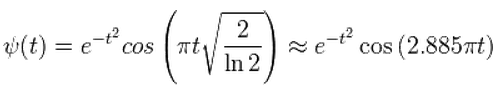 ψ(t) = e^{-t^2} cos(πt√(2/ln 2)) ≈ e^{-t^2} cos(2.885πt)